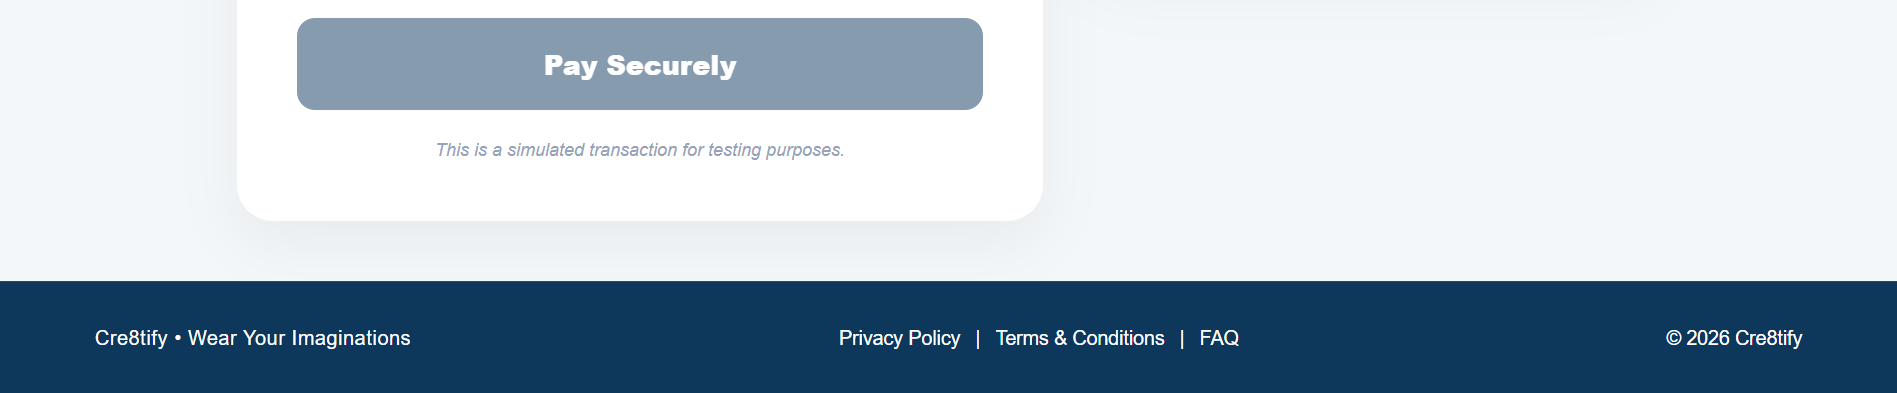 Pay Securely
This is a simulated transaction for testing purposes.
Cre8tify • Wear Your Imaginations
Privacy Policy | Terms & Conditions | FAQ
© 2026 Cre8tify